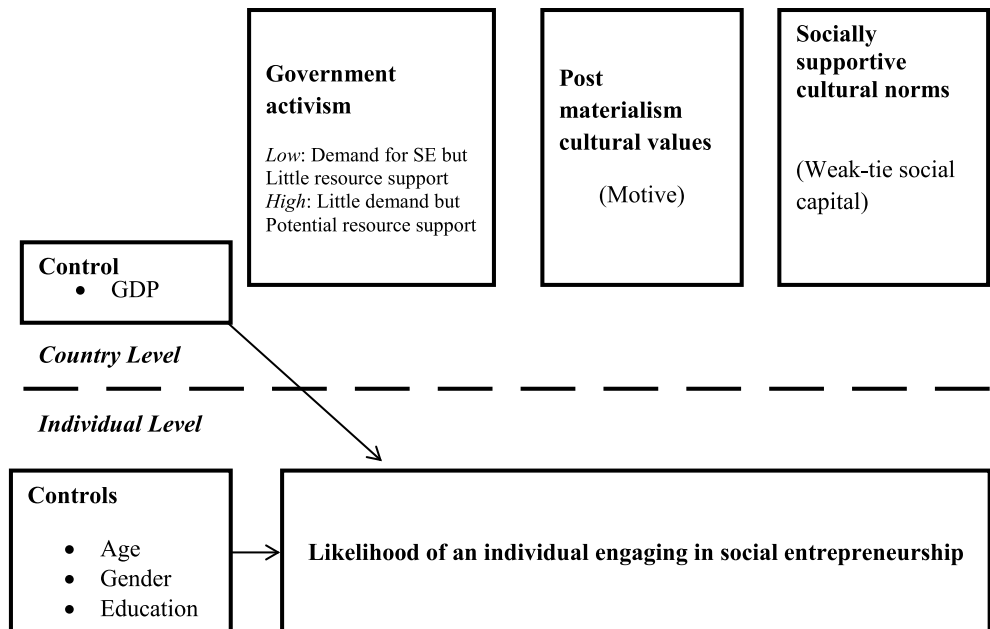 Government
activism
Low: Demand for SE but
Little resource support
High: Little demand but
Potential resource support
Post
materialism
cultural values
(Motive)
Socially
supportive
cultural norms
(Weak-tie social
capital)
Control
• GDP
Country Level
Individual Level
Controls
• Age
• Gender
• Education
Likelihood of an individual engaging in social entrepreneurship